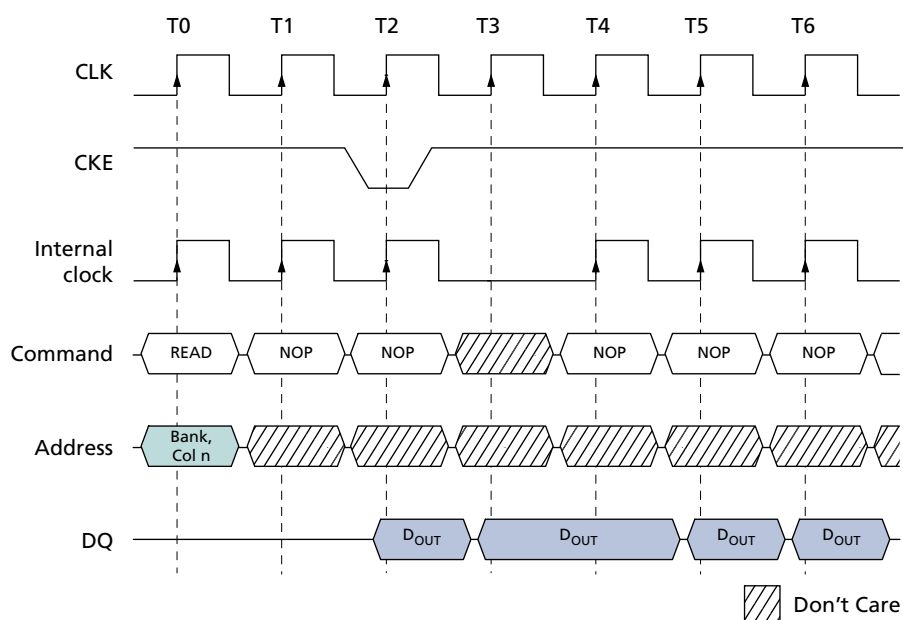 T0 T1 T2 T3 T4 T5 T6
CLK
CKE
Internal
clock
Command READ NOP NOP NOP NOP NOP
Address Bank,
Col n
DQ DOUT DOUT DOUT DOUT
Don't Care